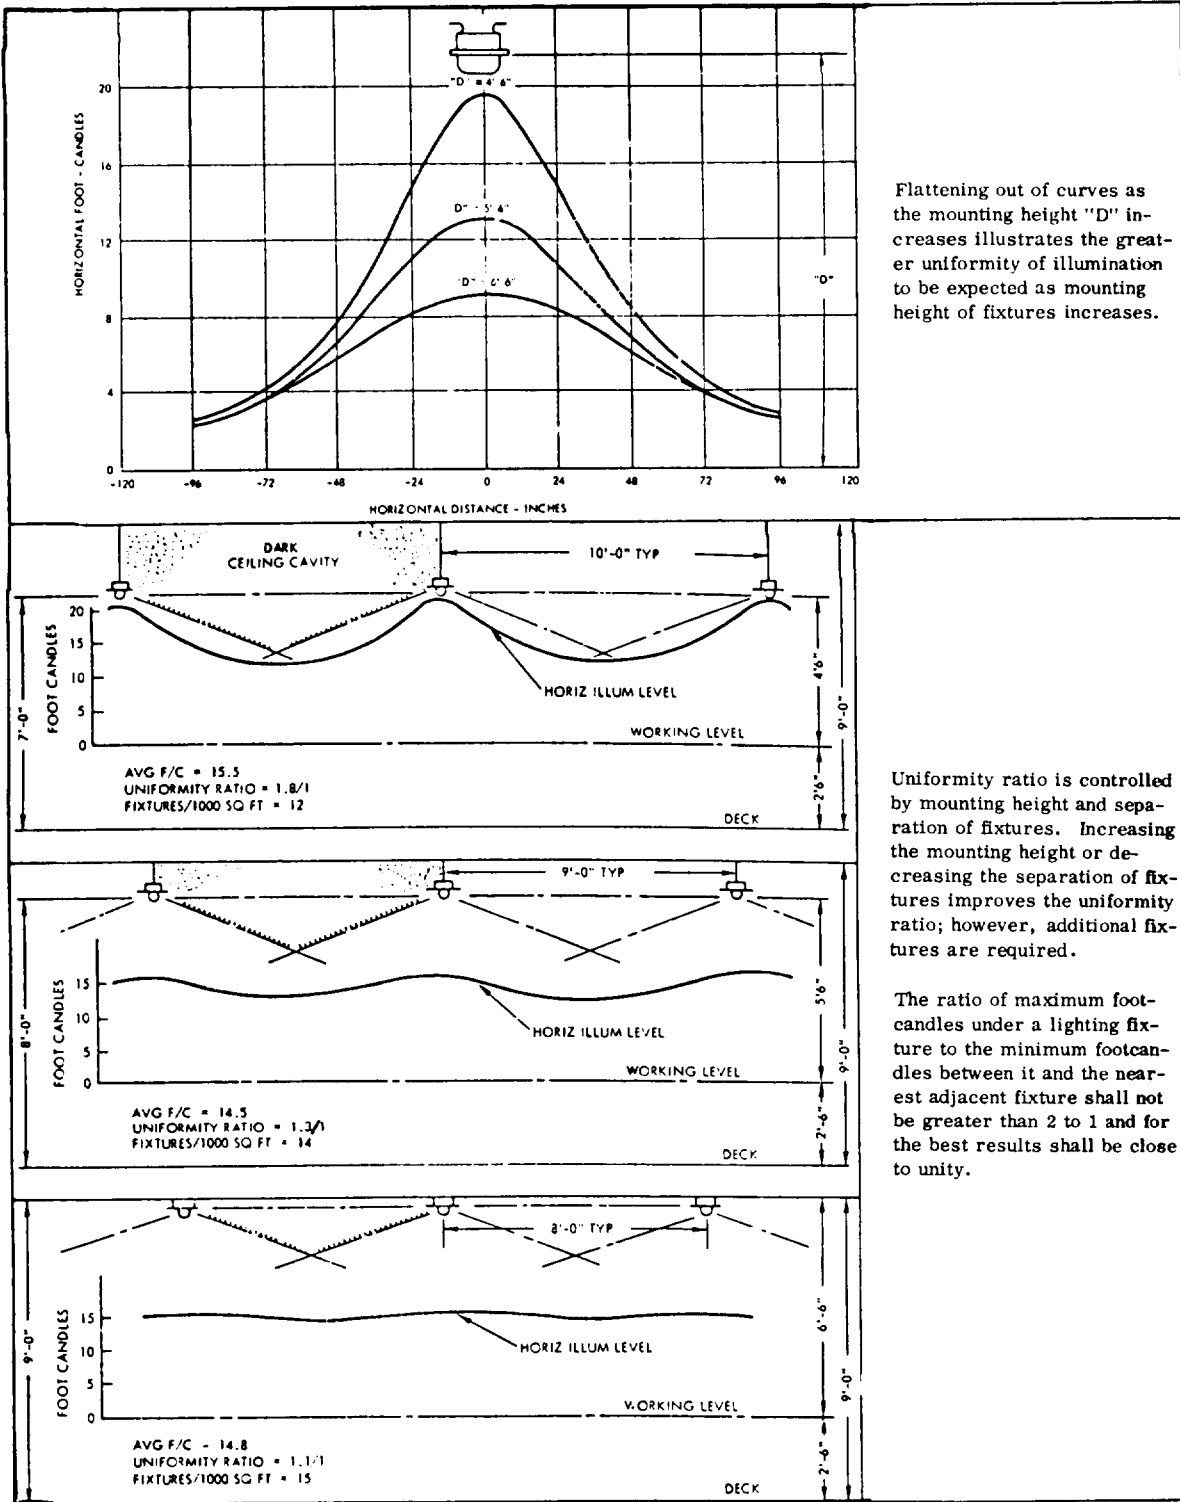 "D" = 4' 6"
20
16
12
8
4
0
HORIZONTAL FOOT - CANDLES
D" - 5' 6"
"D" - 6' 6"
"D"
-120 -96 -72 -48 -24 0 24 48 72 96 120
HORIZONTAL DISTANCE - INCHES
Flattening out of curves as
the mounting height "D" in-
creases illustrates the great-
er uniformity of illumination
to be expected as mounting
height of fixtures increases.
DARK
CEILING CAVITY
10'-0" TYP
20
15
10
5
0
FOOT CANDLES
7'-0"
HORIZ ILLUM LEVEL
WORKING LEVEL
4'6"
9'-0"
2'6"
AVG F/C = 15.5
UNIFORMITY RATIO = 1.8/1
FIXTURES/1000 SQ FT = 12
DECK
9'-0" TYP
15
10
5
0
FOOT CANDLES
8'-0"
HORIZ ILLUM LEVEL
WORKING LEVEL
5'6"
9'-0"
2'-6"
AVG F/C = 14.5
UNIFORMITY RATIO = 1.3/1
FIXTURES/1000 SQ FT = 14
DECK
Uniformity ratio is controlled
by mounting height and sepa-
ration of fixtures. Increasing
the mounting height or de-
creasing the separation of fix-
tures improves the uniformity
ratio; however, additional fix-
tures are required.
The ratio of maximum foot-
candles under a lighting fix-
ture to the minimum footcan-
dles between it and the near-
est adjacent fixture shall not
be greater than 2 to 1 and for
the best results shall be close
to unity.
8'-0" TYP
15
10
5
0
FOOT CANDLES
9'-0"
HORIZ ILLUM LEVEL
WORKING LEVEL
6'-6"
9'-0"
2'-6"
AVG F/C - 14.8
UNIFORMITY RATIO = 1.1/1
FIXTURES/1000 SQ FT = 15
DECK